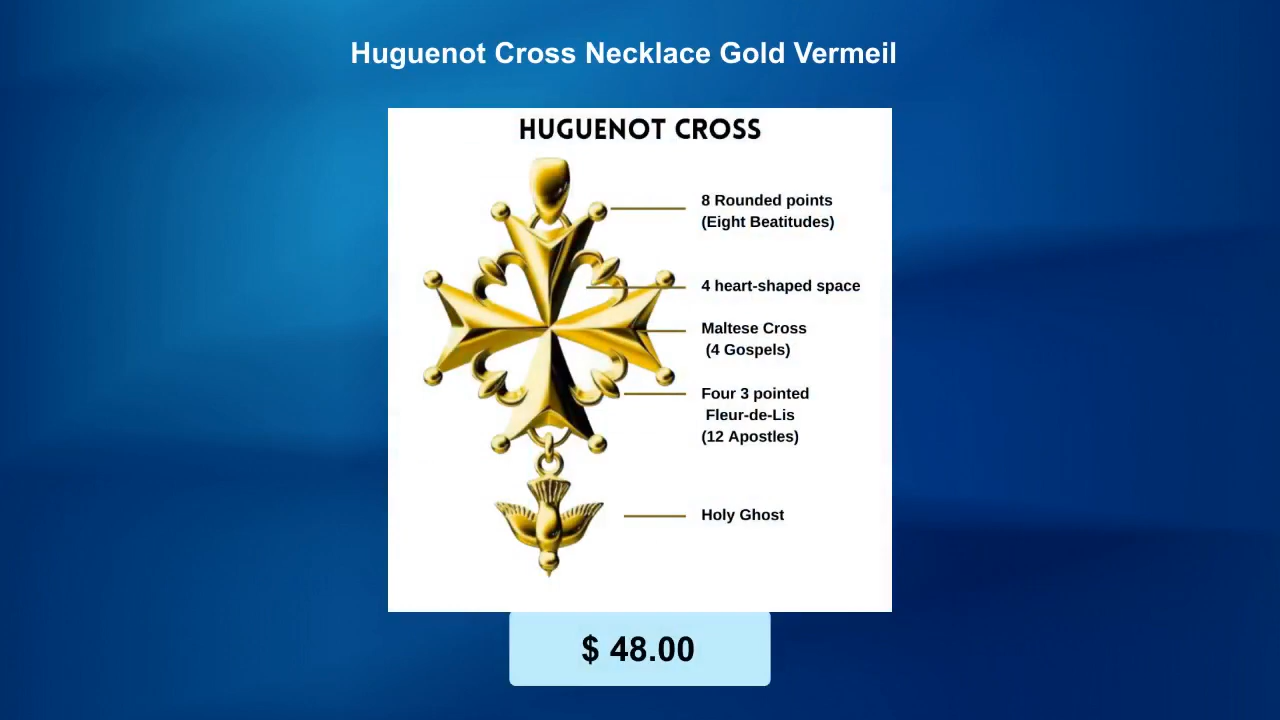 Huguenot Cross Necklace Gold Vermeil
HUGUENOT CROSS
8 Rounded points
(Eight Beatitudes)
4 heart-shaped space
Maltese Cross
(4 Gospels)
Four 3 pointed
Fleur-de-Lis
(12 Apostles)
Holy Ghost
$ 48.00